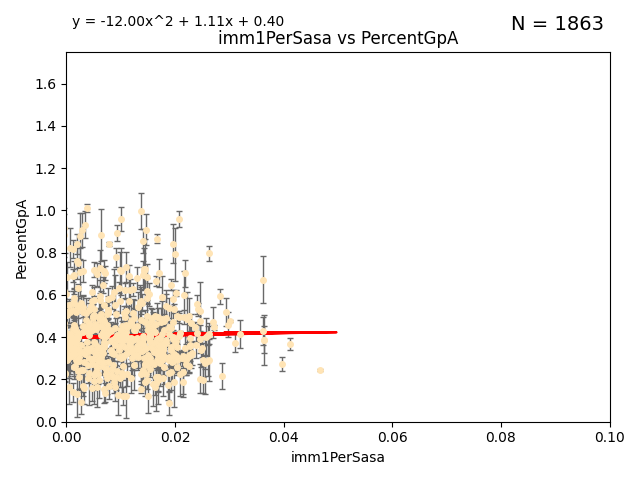 y = -12.00x^2 + 1.11x + 0.40
N = 1863
imm1PerSasa vs PercentGpA
PercentGpA
1.6
1.4
1.2
1.0
0.8
0.6
0.4
0.2
0.0
0.00 0.02 0.04 0.06 0.08 0.10
imm1PerSasa